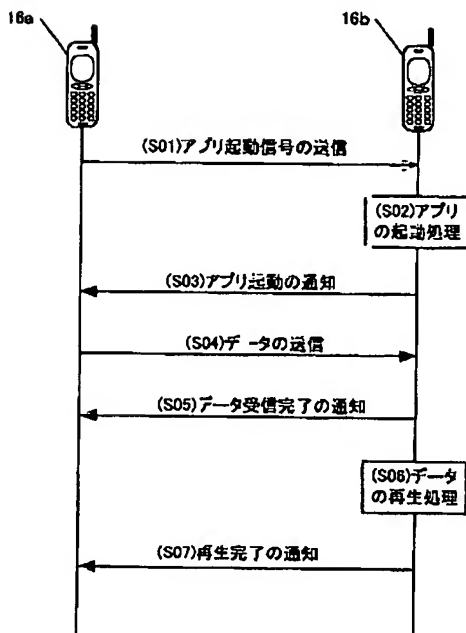 16a
16b
(S01)アプリ起動信号の送信
(S02)アプリ
の起動処理
(S03)アプリ起動の通知
(S04)データの送信
(S05)データ受信完了の通知
(S06)データ
の再生処理
(S07)再生完了の通知